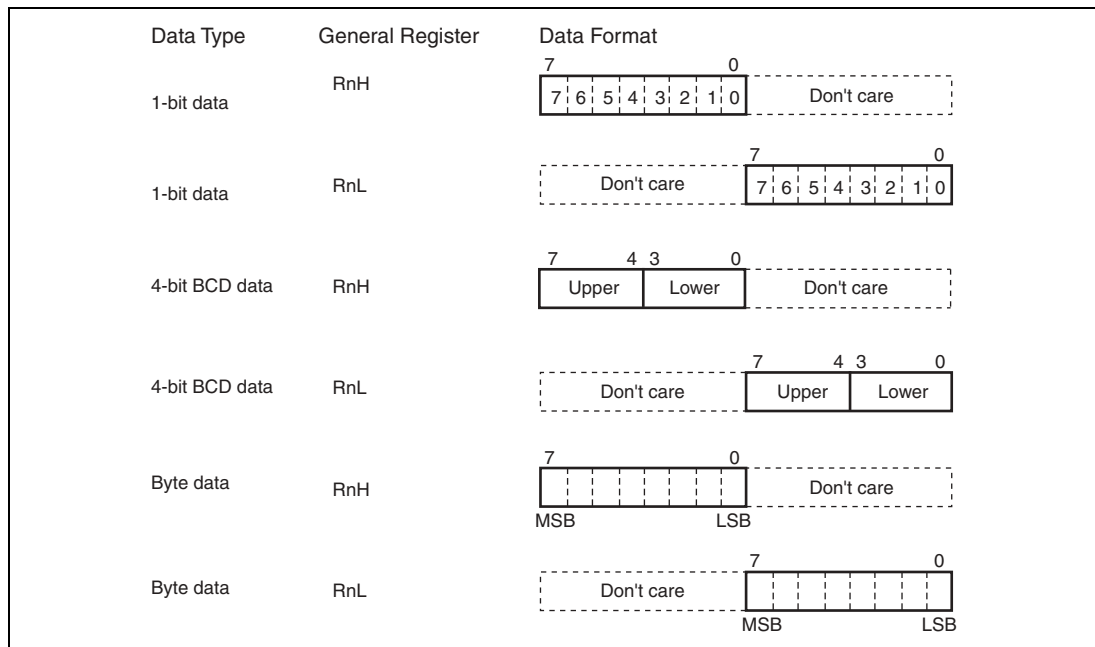 Data Type General Register Data Format
7 0
1-bit data RnH 7 6 5 4 3 2 1 0 Don't care
7 0
1-bit data RnL Don't care 7 6 5 4 3 2 1 0
7 4 3 0
4-bit BCD data RnH Upper Lower Don't care
7 4 3 0
4-bit BCD data RnL Don't care Upper Lower
7 0
Byte data RnH Don't care
MSB LSB
7 0
Byte data RnL Don't care
MSB LSB